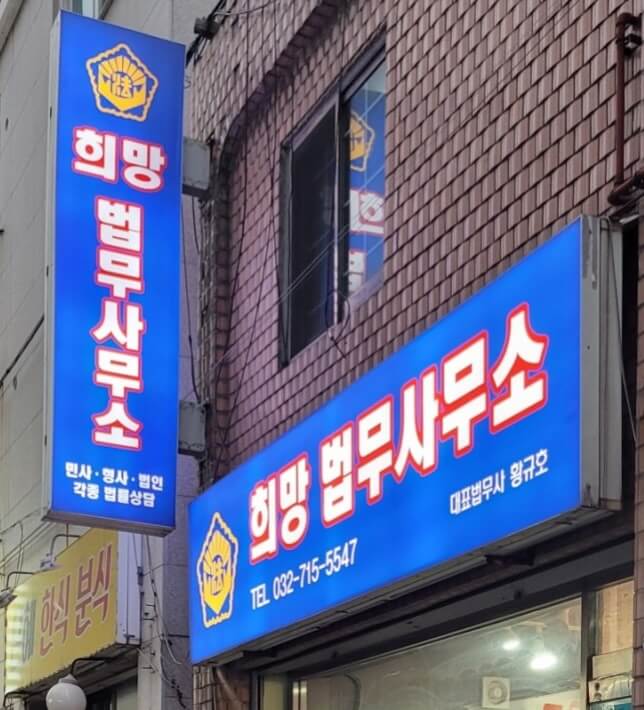 法
희망
법무사무소
민사·형사·법인
각종 법률상담
희망 법무사무소
대표법무사 황규호
TEL 032-715-5547
法
한식 분식